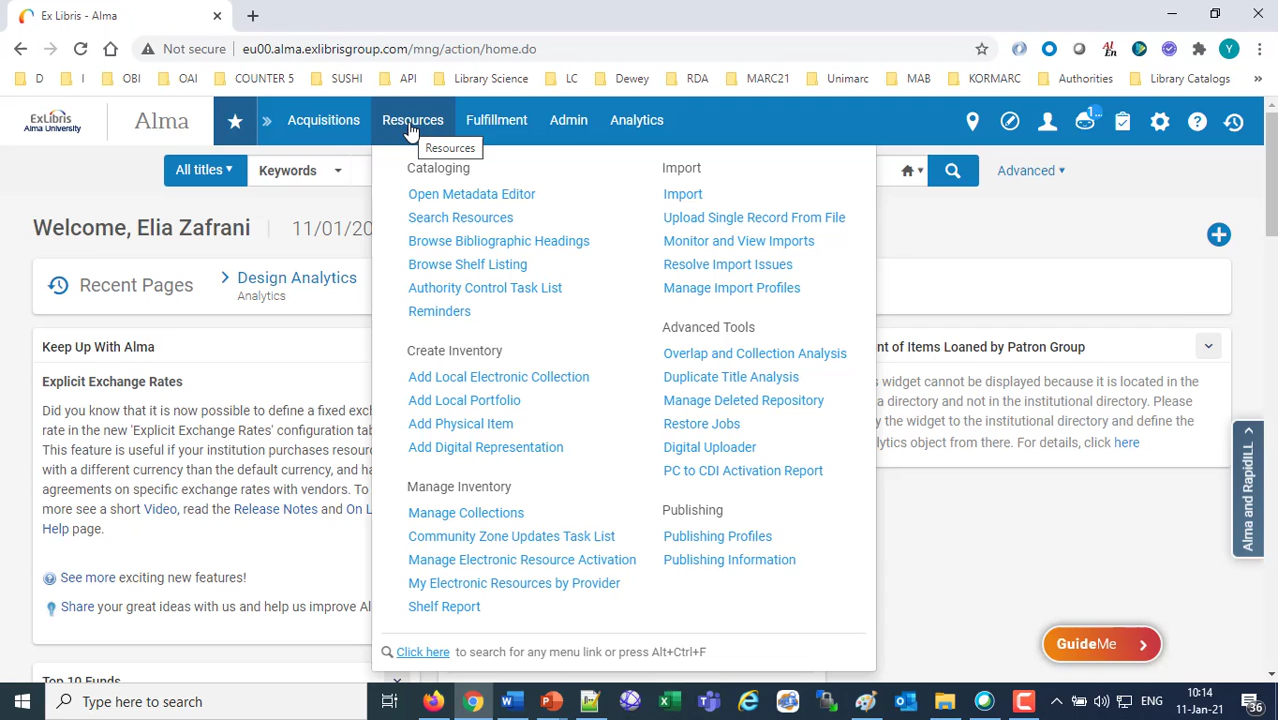 Ex Libris - Alma
Not secure eu00.alma.exlibrisgroup.com/mng/action/home.do
Y
D I OBI OAI COUNTER 5 SUSHI API Library Science LC Dewey RDA MARC21 Unimarc MAB KORMARC Authorities Library Catalogs »
ExLibris
Alma University
Alma
Acquisitions Resources Fulfillment Admin Analytics
Resources
All titles Keywords Advanced
Welcome, Elia Zafrani 11/01/20
Recent Pages
Design Analytics
Analytics
Keep Up With Alma
Explicit Exchange Rates
Did you know that it is now possible to define a fixed exch
rate in the new 'Explicit Exchange Rates' configuration tab
This feature is useful if your institution purchases resourc
with a different currency than the default currency, and ha
agreements on specific exchange rates with vendors. To
more see a short Video, read the Release Notes and On L
Help page.
See more exciting new features!
Share your great ideas with us and help us improve Al
Top 10 Funds
Cataloging
Open Metadata Editor
Search Resources
Browse Bibliographic Headings
Browse Shelf Listing
Authority Control Task List
Reminders
Create Inventory
Add Local Electronic Collection
Add Local Portfolio
Add Physical Item
Add Digital Representation
Manage Inventory
Manage Collections
Community Zone Updates Task List
Manage Electronic Resource Activation
My Electronic Resources by Provider
Shelf Report
Import
Import
Upload Single Record From File
Monitor and View Imports
Resolve Import Issues
Manage Import Profiles
Advanced Tools
Overlap and Collection Analysis
Duplicate Title Analysis
Manage Deleted Repository
Restore Jobs
Digital Uploader
PC to CDI Activation Report
Publishing
Publishing Profiles
Publishing Information
Click here to search for any menu link or press Alt+Ctrl+F
nt of Items Loaned by Patron Group
s widget cannot be displayed because it is located in the
a directory and not in the institutional directory. Please
y the widget to the institutional directory and define the
alytics object from there. For details, click here
Alma and RapidILL
GuideMe
Type here to search
ENG
10:14
11-Jan-21
36